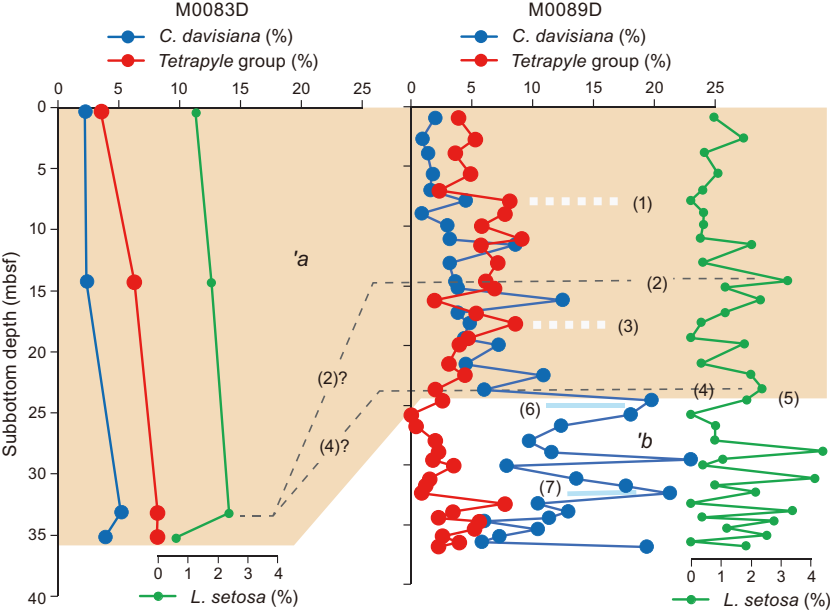 M0083D
C. davisiana (%)
Tetrapyle group (%)
0 5 10 15 20 25
M0089D
C. davisiana (%)
Tetrapyle group (%)
0 5 10 15 20 25
Subbottom depth (mbsf)
0
5
10
15
20
25
30
35
40
'a
(1)
(2)
(3)
(2)?
(4)
(5)
(6)
(4)?
'b
(7)
0 1 2 3 4
L. setosa (%)
0 1 2 3 4
L. setosa (%)